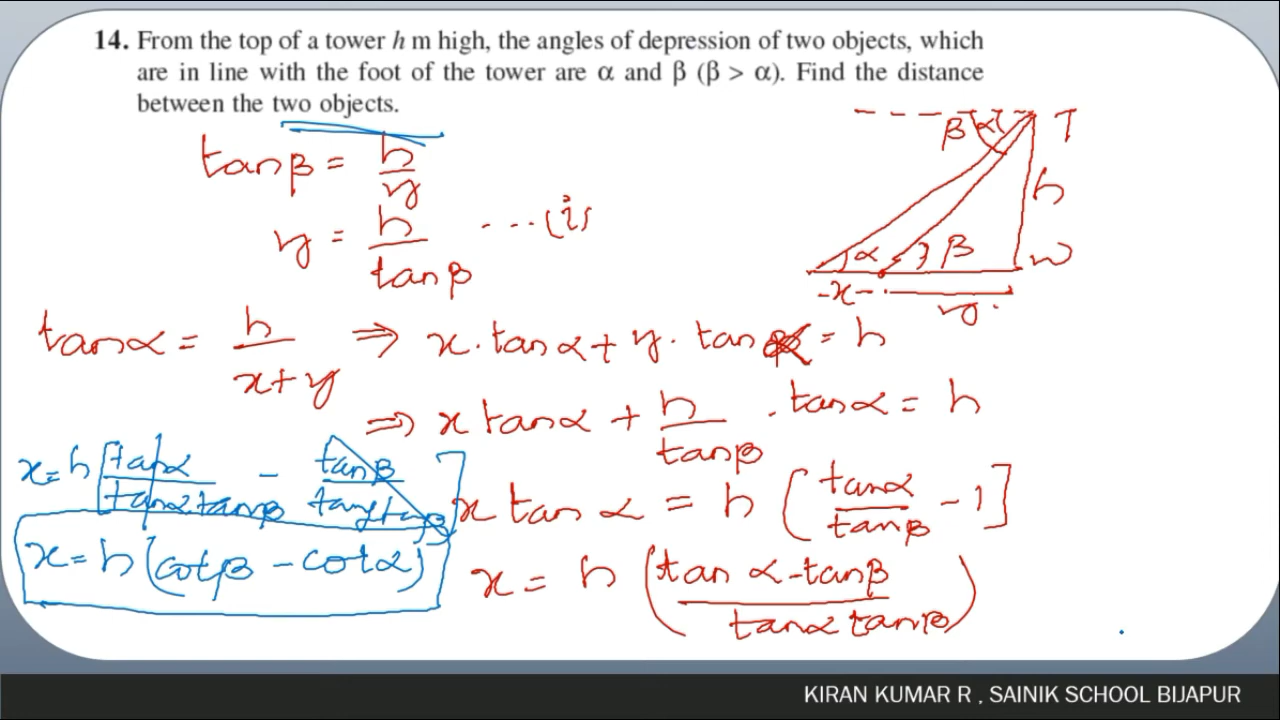 14. From the top of a tower h m high, the angles of depression of two objects, which
are in line with the foot of the tower are α and β (β > α). Find the distance
between the two objects.
tanβ = h/y
y = h/tanβ ---(i)
tanα = h/(x+y) ⇒ x.tanα + y.tanα = h
⇒ x tanα + h/tanβ . tanα = h
x tanα = h [tanα/tanβ - 1]
x = h (tanα - tanβ / tanα tanβ)
x = h [tanα/tanα tanβ - tanβ/tanα tanβ]
x = h (cotβ - cotα)
β α T
h
α β W
-x- y
KIRAN KUMAR R , SAINIK SCHOOL BIJAPUR